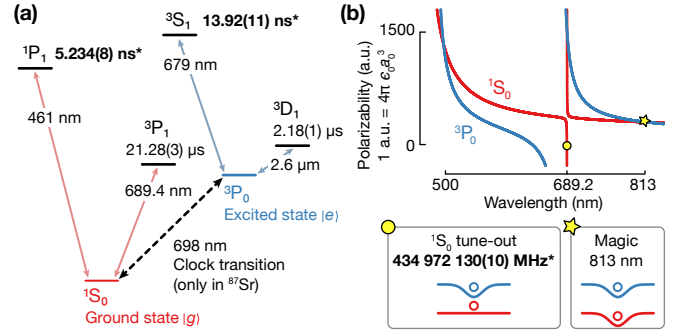 (a)
³S₁ 13.92(11) ns*
¹P₁ 5.234(8) ns*
679 nm
461 nm
³P₁
21.28(3) µs
689.4 nm
³D₁
2.18(1) µs
2.6 µm
³P₀
Excited state |e⟩
698 nm
Clock transition
(only in ⁸⁷Sr)
¹S₀
Ground state |g⟩
(b)
Polarizability (a.u.)
1 a.u. = 4π ϵ₀a₀³
1500
0
¹S₀
³P₀
500 689.2 813
Wavelength (nm)
¹S₀ tune-out
434 972 130(10) MHz*
Magic
813 nm